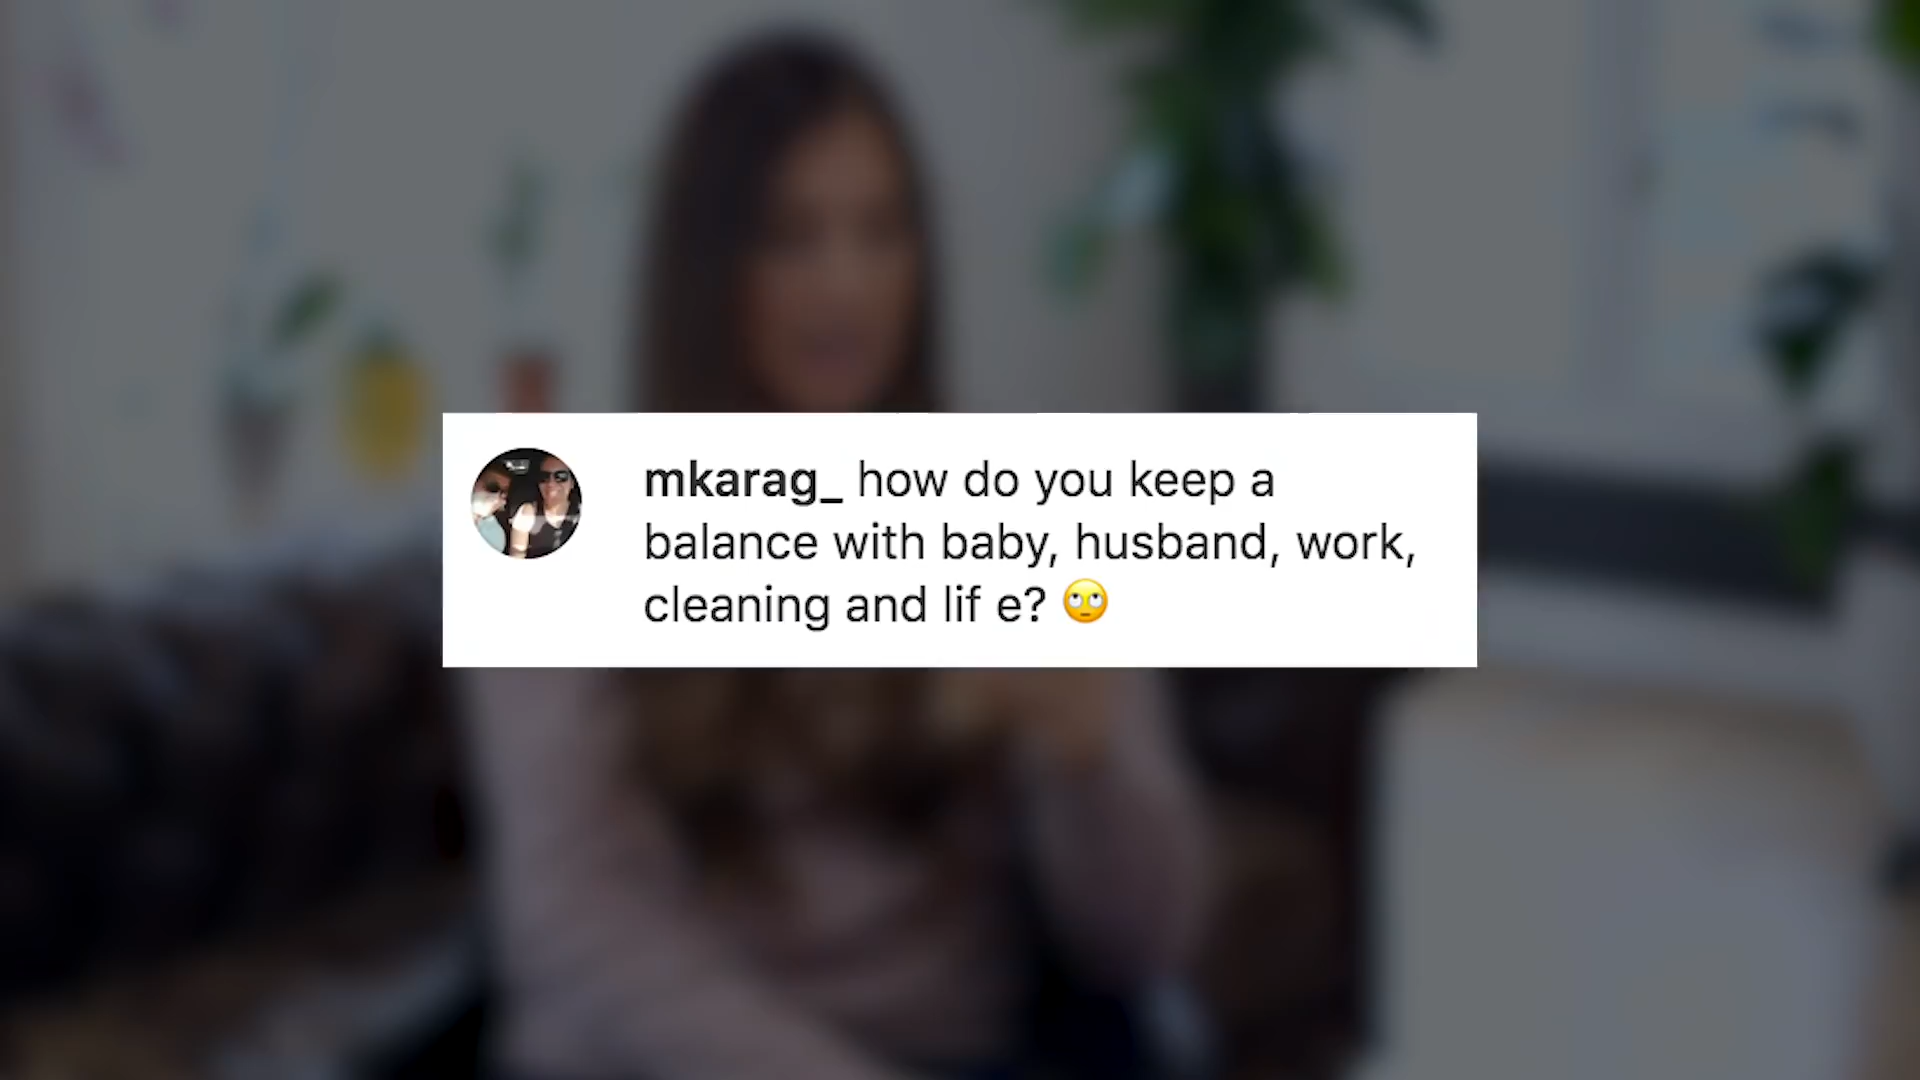 mkarag_ how do you keep a
balance with baby, husband, work,
cleaning and lif e? 🙄